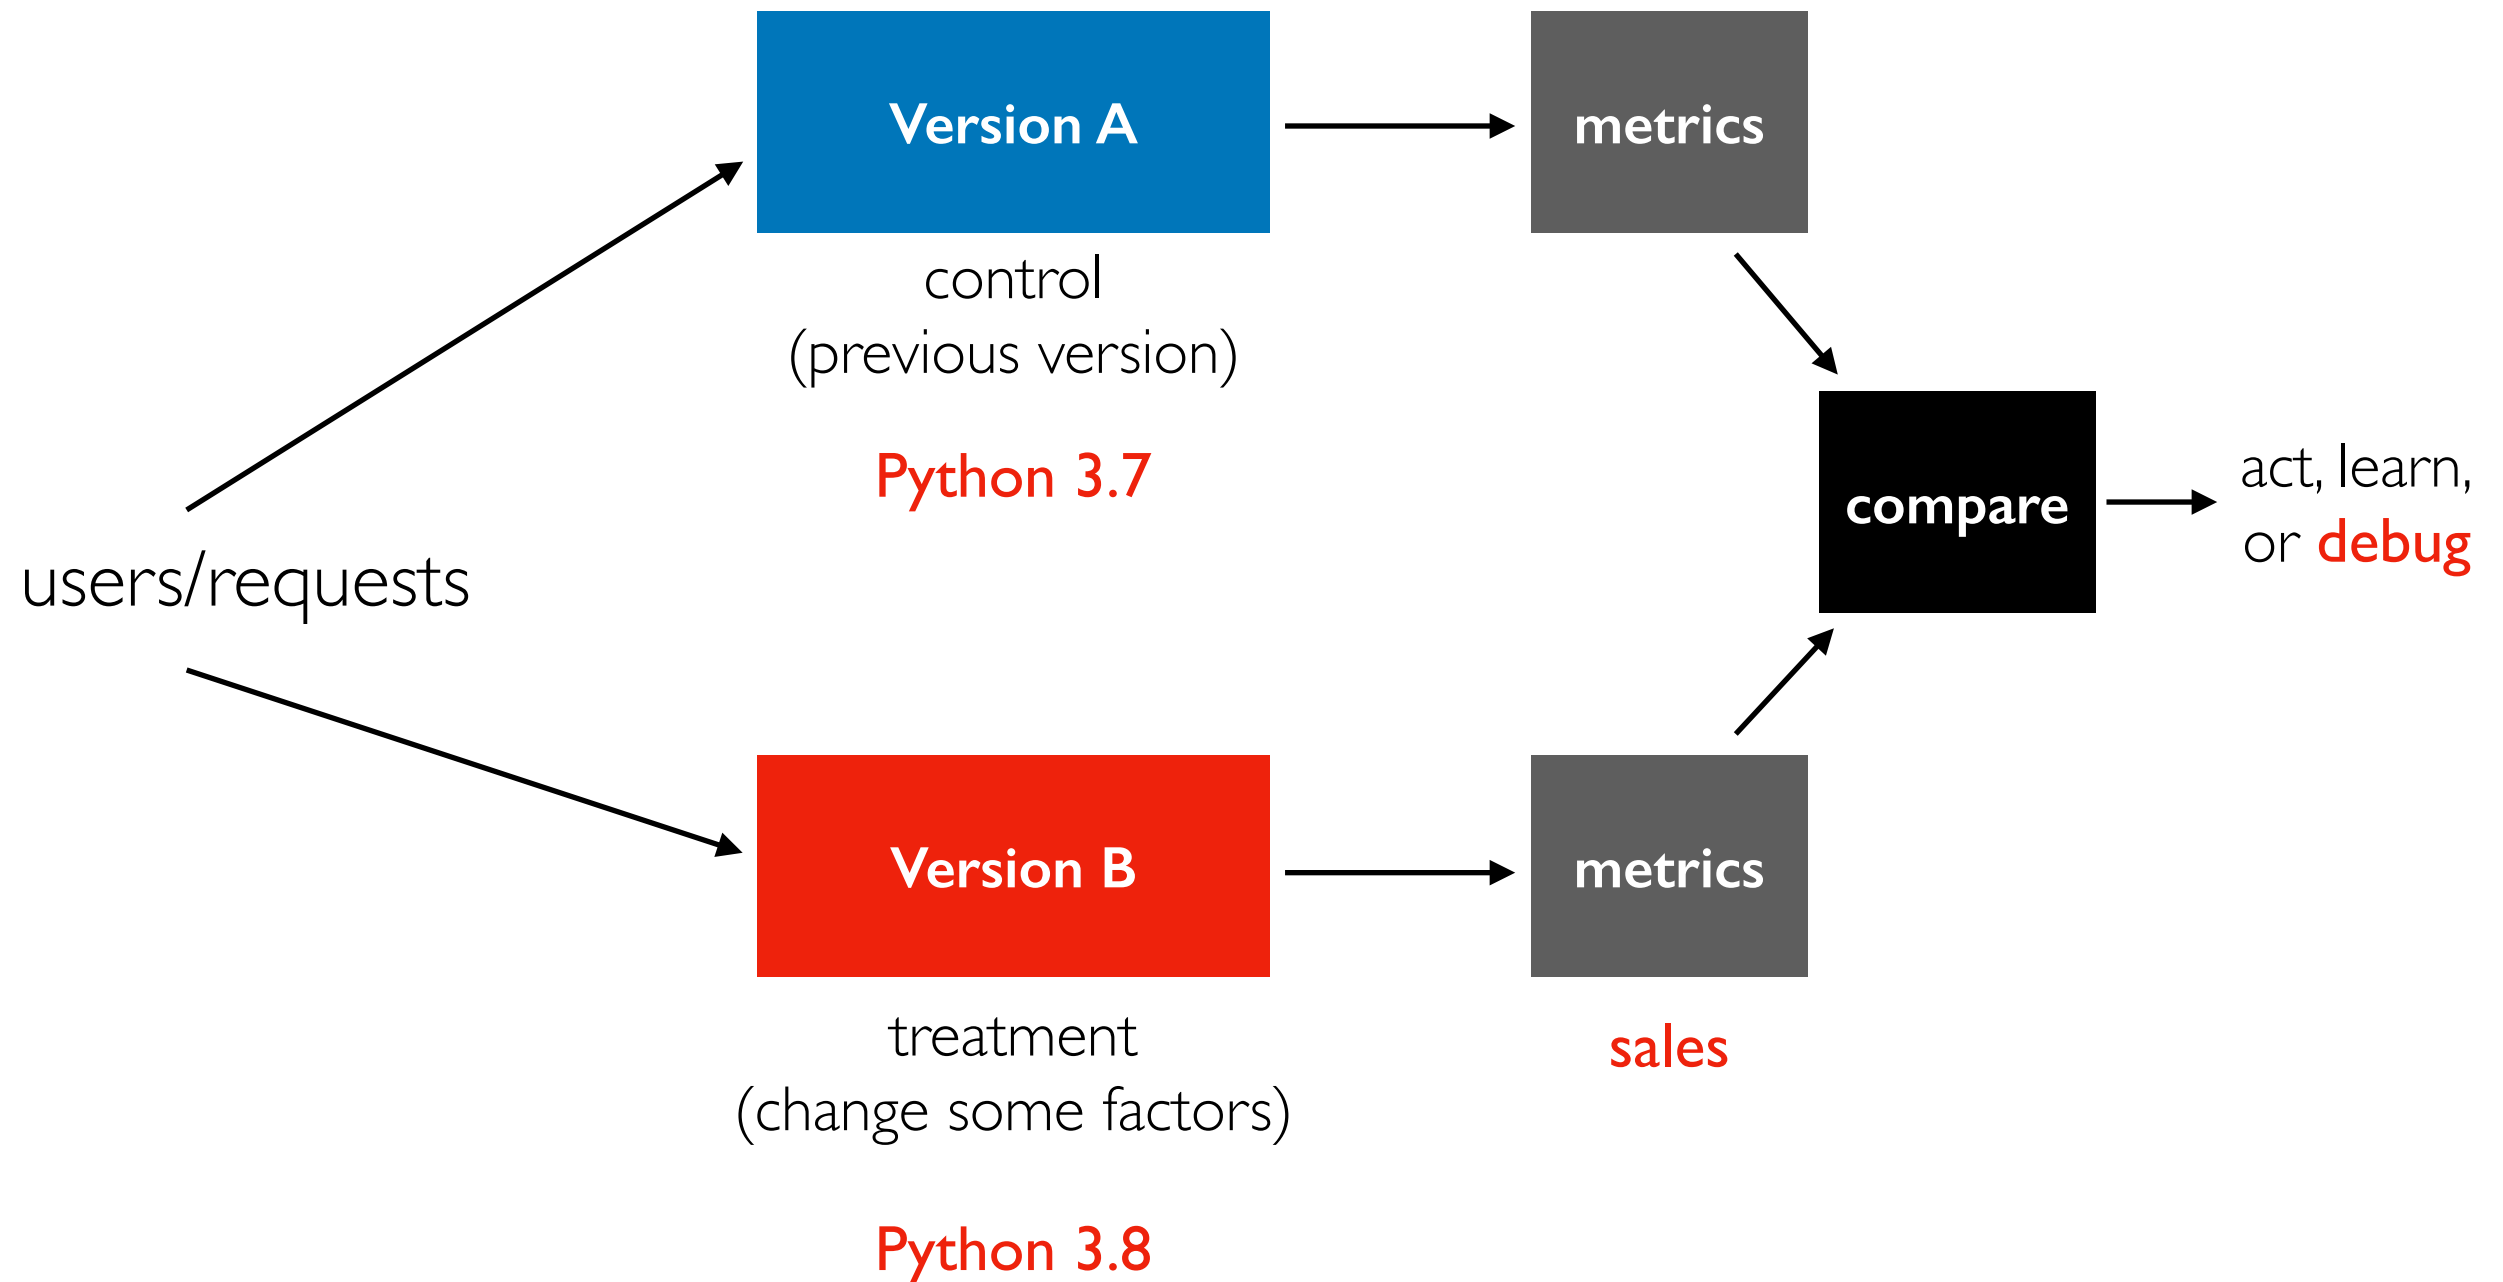 users/requests
Version A
control
(previous version)
Python 3.7
metrics
Version B
treatment
(change some factors)
Python 3.8
metrics
sales
compare
act, learn,
or debug